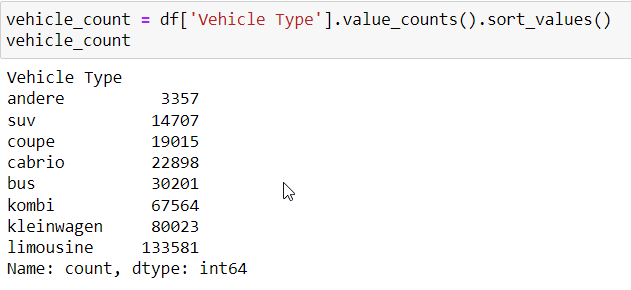 vehicle_count = df['Vehicle Type'].value_counts().sort_values()
vehicle_count
Vehicle Type
andere 3357
suv 14707
coupe 19015
cabrio 22898
bus 30201
kombi 67564
kleinwagen 80023
limousine 133581
Name: count, dtype: int64